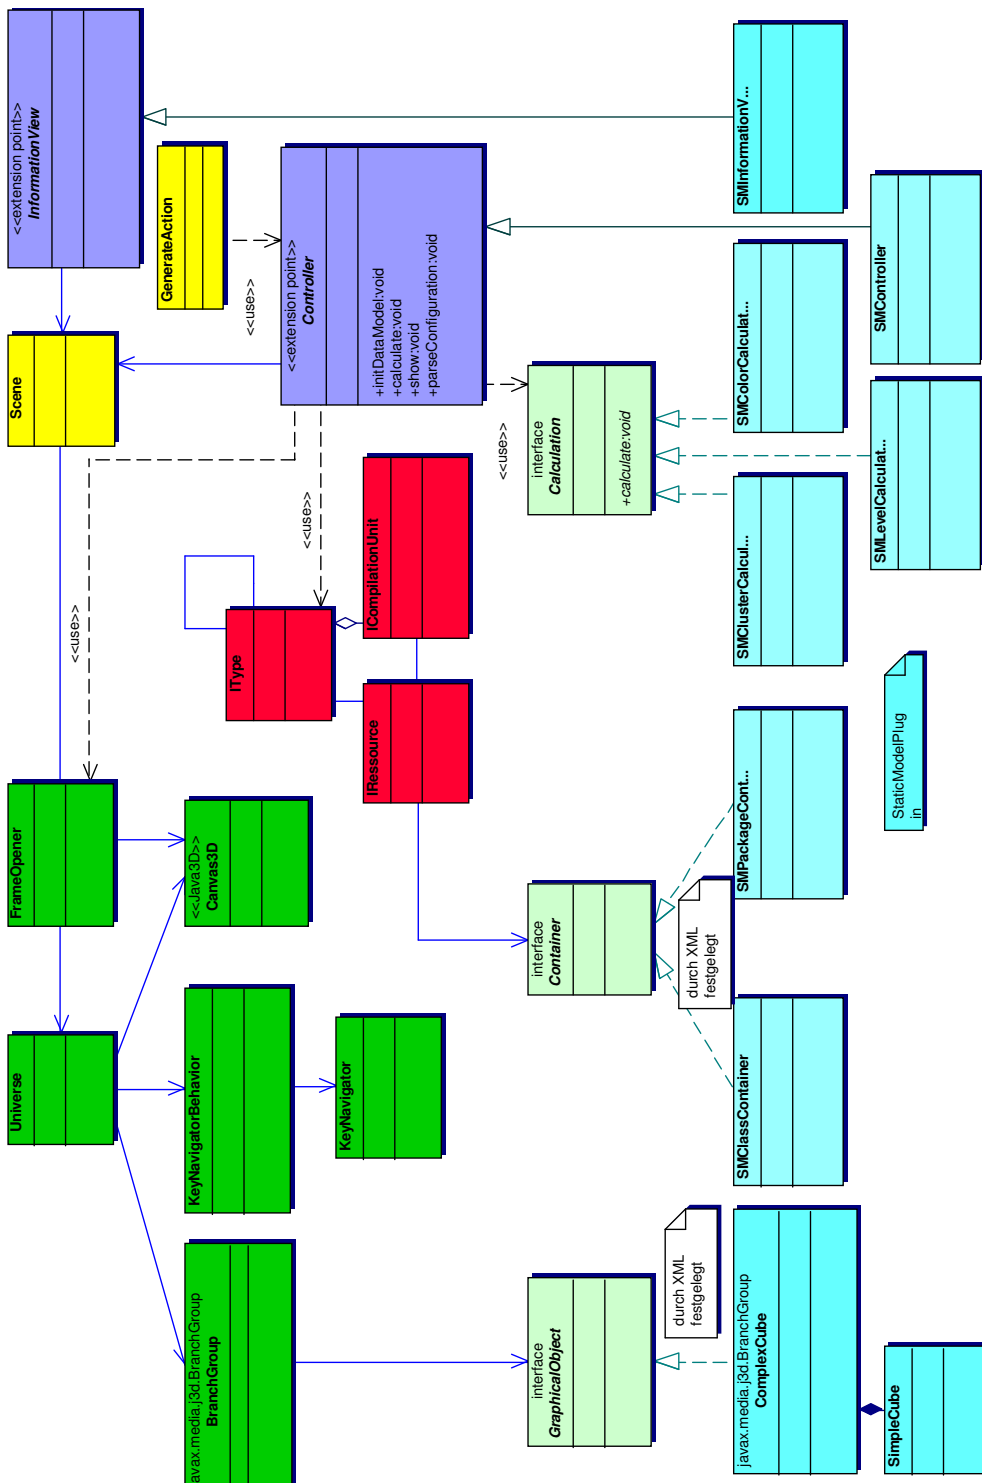 Universe
FrameOpener
Scene
<<extension point>>
InformationView
<<use>>
avax.media.j3d.BranchGroup
BranchGroup
KeyNavigatorBehavior
<<Java3D>>
Canvas3D
GenerateAction
<<use>>
IType
<<extension point>>
Controller
+initDataModel:void
+calculate:void
+show:void
+parseConfiguration:void
<<use>>
KeyNavigator
IRessource
ICompilationUnit
<<use>>
interface
GraphicalObject
interface
Container
interface
Calculation
+calculate:void
durch XML
festgelegt
durch XML
festgelegt
javax.media.j3d.BranchGroup
ComplexCube
SMClassContainer
SMPackageCont...
SMClusterCalcul...
SMColorCalculat...
SMInformationV...
SimpleCube
StaticModelPlug
in
SMLevelCalculat...
SMController